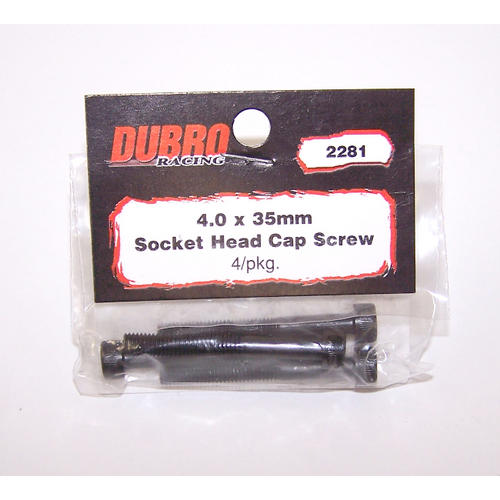 DUBRO
RACING
2281
4.0 x 35mm
Socket Head Cap Screw
4/pkg.